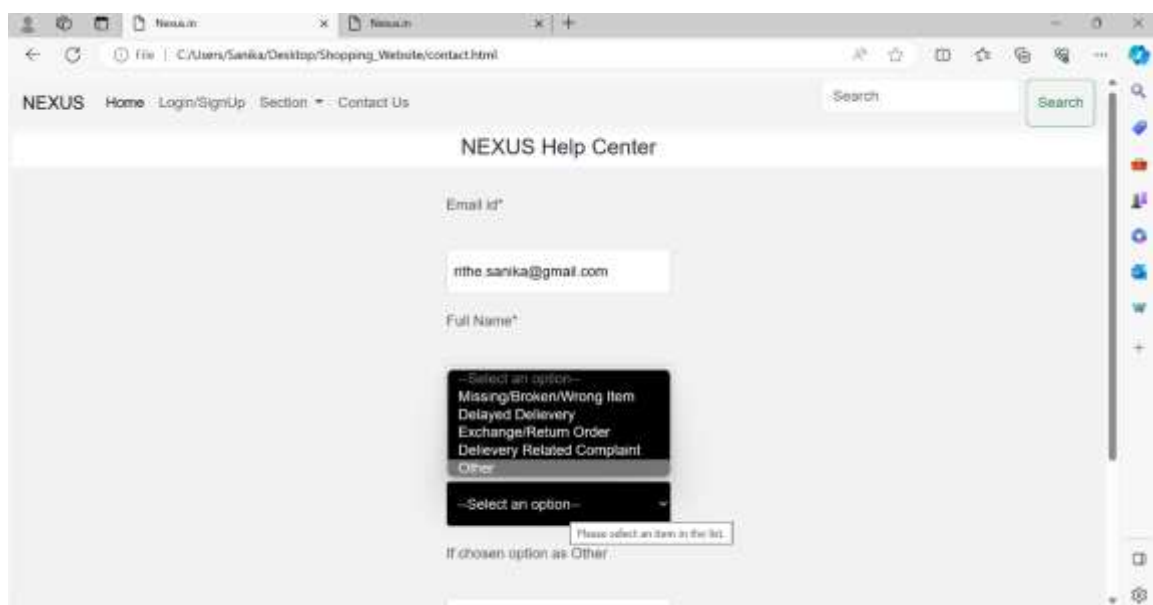 Nexus.in
Nexus.in
File | C:/Users/Sanika/Desktop/Shopping_Website/contact.html
NEXUS Home Login/SignUp Section Contact Us Search Search
NEXUS Help Center
Email id*
rithe.sanika@gmail.com
Full Name*
--Select an option--
Missing/Broken/Wrong Item
Delayed Delievery
Exchange/Return Order
Delievery Related Complaint
Other
--Select an option--
Please select an item in the list.
If chosen option as Other